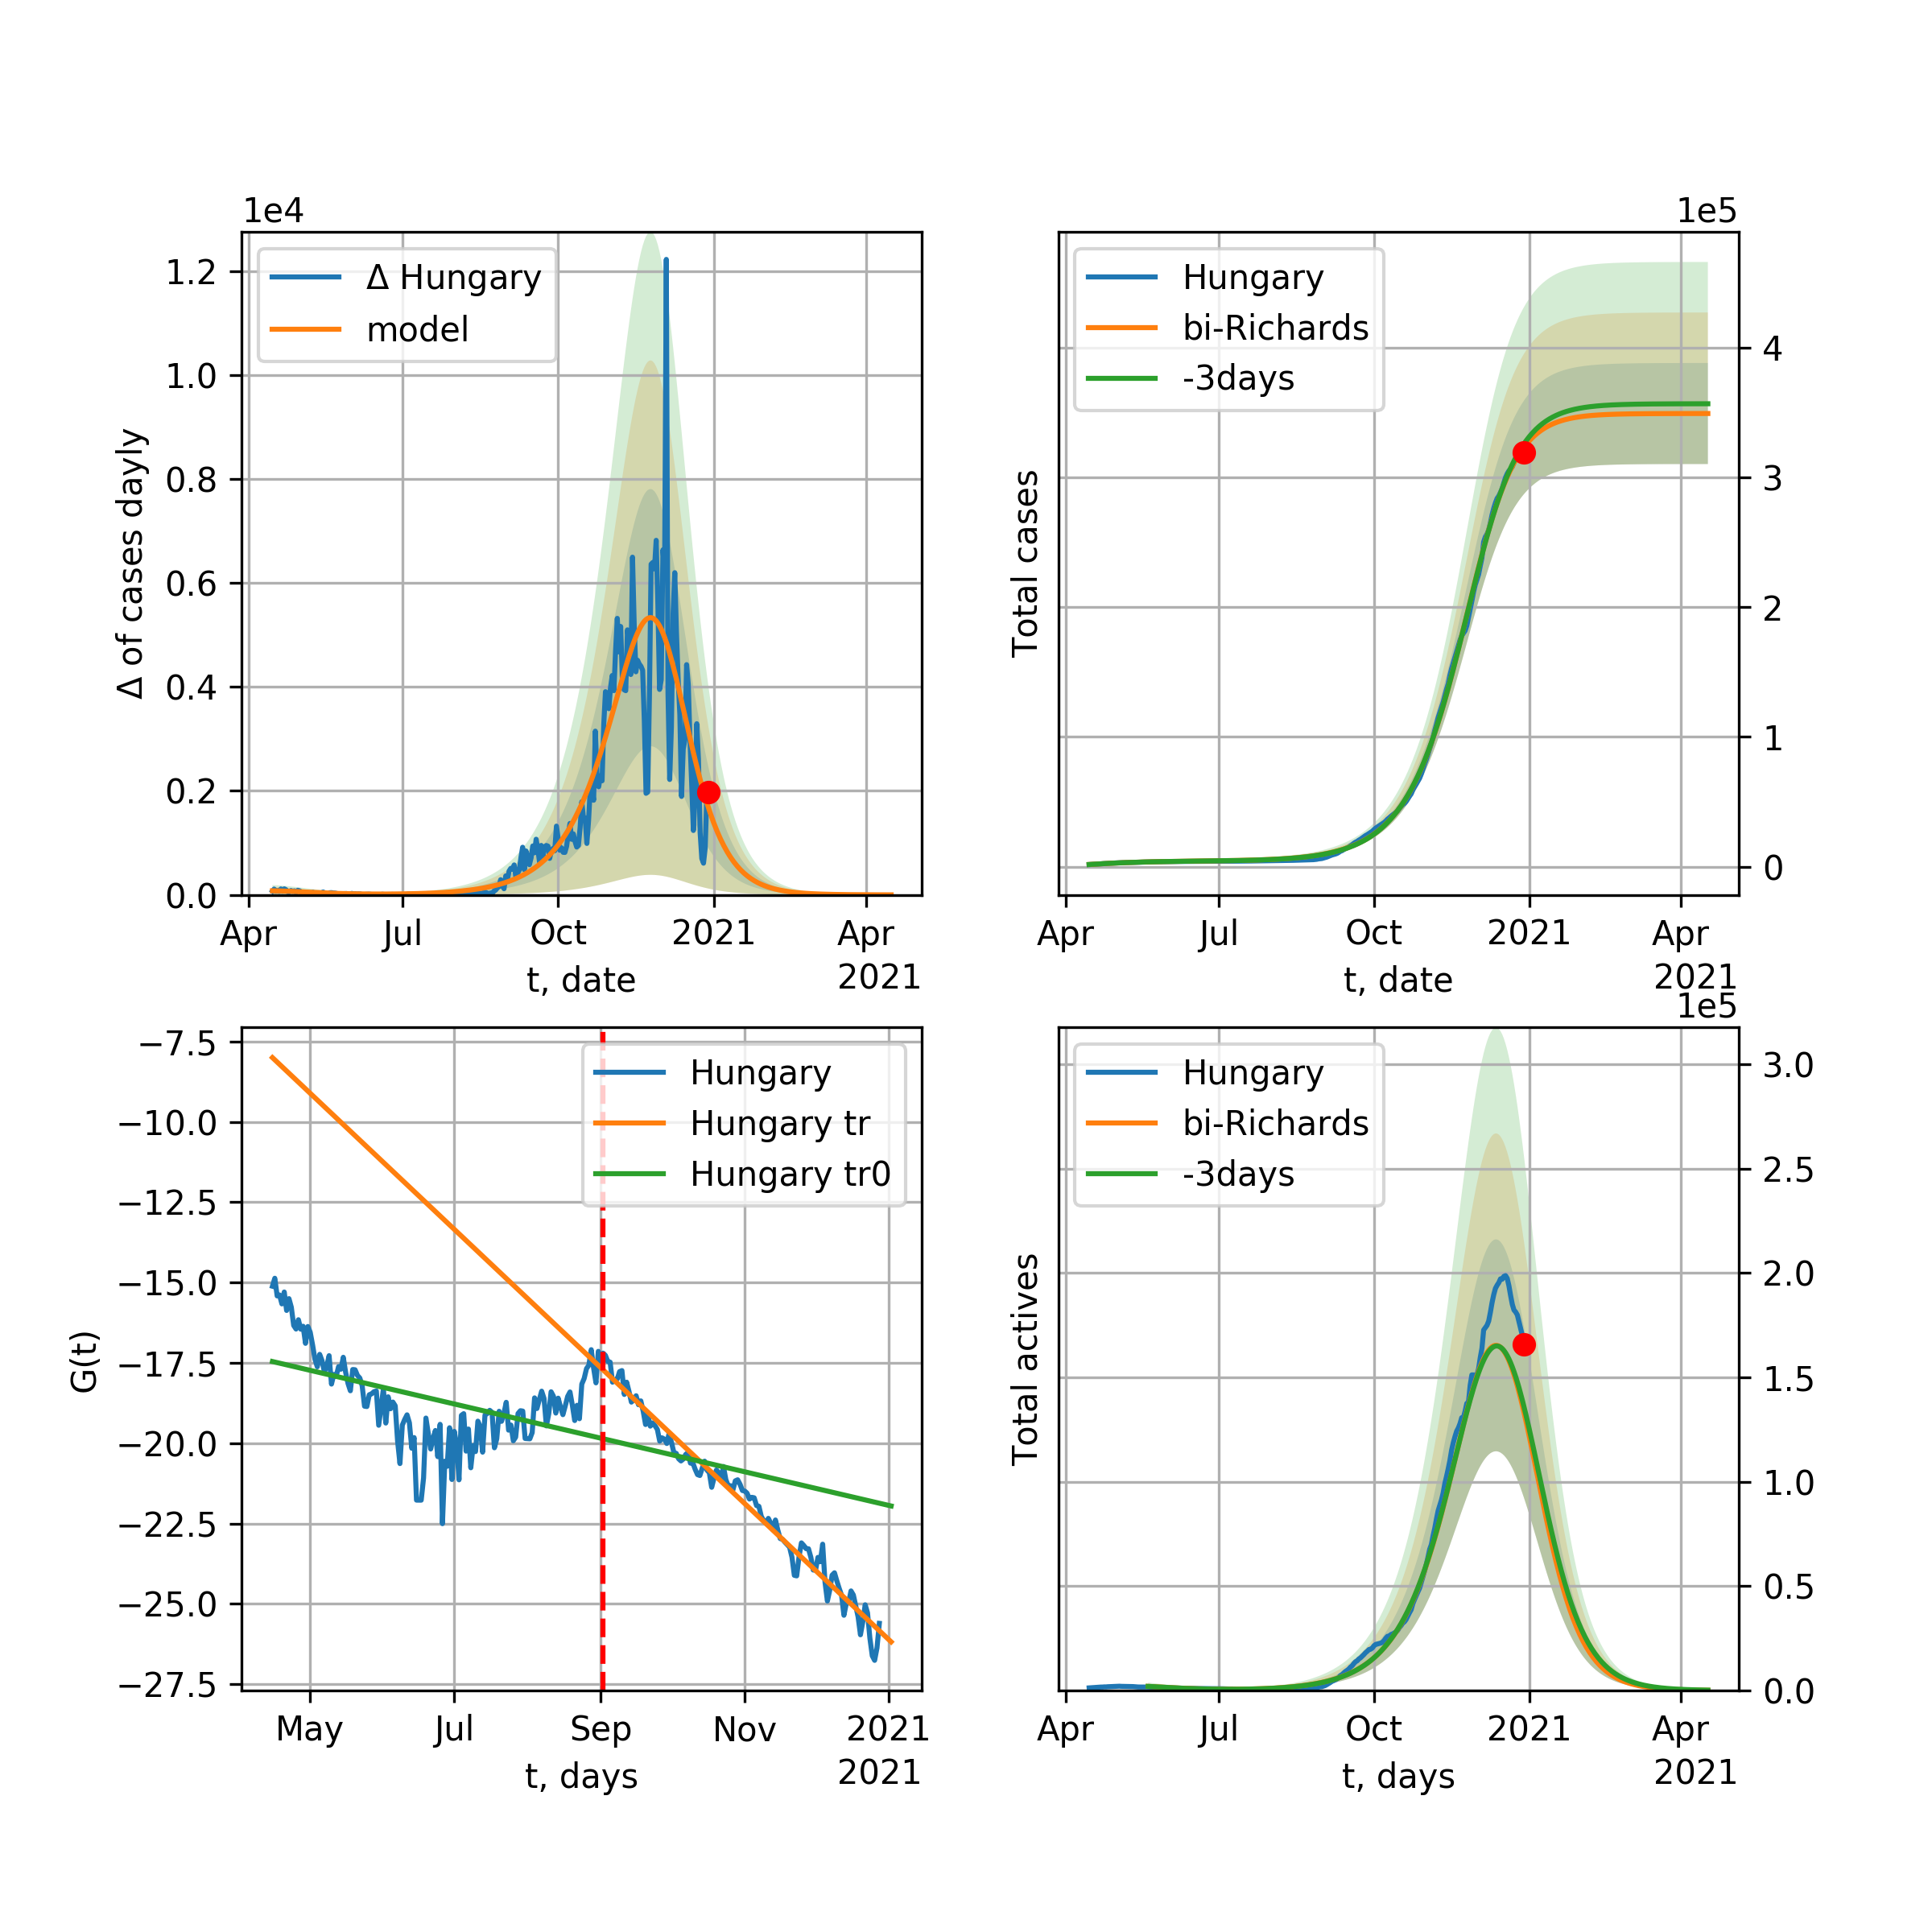 1e4
Δ of cases dayly
1.2
1.0
0.8
0.6
0.4
0.2
0.0
Δ Hungary
model
Apr
Jul
Oct
2021
Apr
t, date
2021
1e5
Total cases
Hungary
bi-Richards
-3days
4
3
2
1
0
Apr
Jul
Oct
2021
Apr
t, date
2021
G(t)
−7.5
−10.0
−12.5
−15.0
−17.5
−20.0
−22.5
−25.0
−27.5
Hungary
Hungary tr
Hungary tr0
May
Jul
Sep
Nov
2021
t, days
2021
1e5
Total actives
Hungary
bi-Richards
-3days
3.0
2.5
2.0
1.5
1.0
0.5
0.0
Apr
Jul
Oct
2021
Apr
t, days
2021